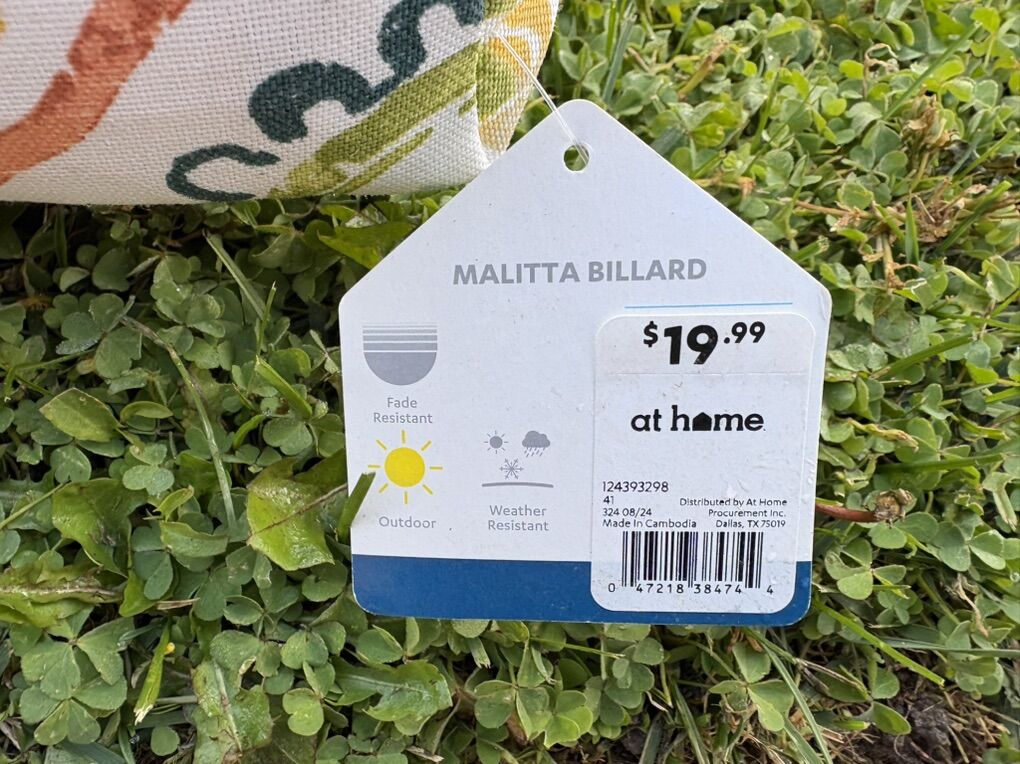 MALITTA BILLARD
$19.99
at home
Fade
Resistant
Outdoor
Weather
Resistant
124393298
41
324 08/24
Made In Cambodia
Distributed by At Home
Procurement Inc.
Dallas, TX 75019
0 47218 38474 4